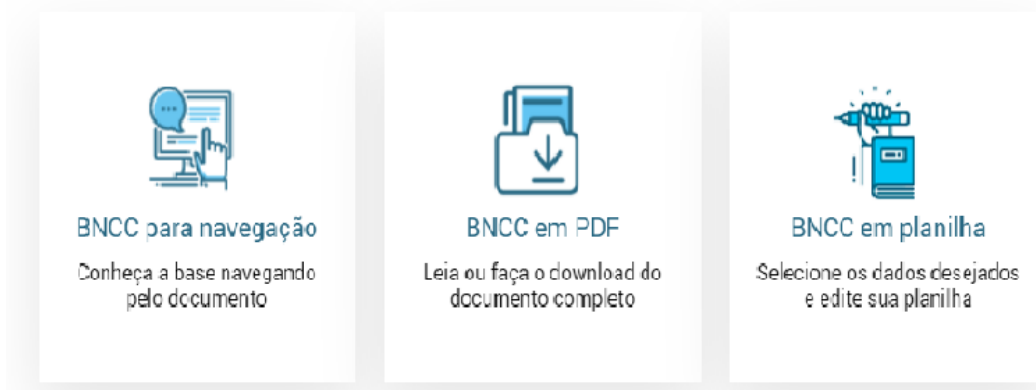 BNCC para navegação
Conheça a base navegando
pelo documento
BNCC em PDF
Leia ou faça o download do
documento completo
BNCC em planilha
Selecione os dados desejados
e edite sua planilha